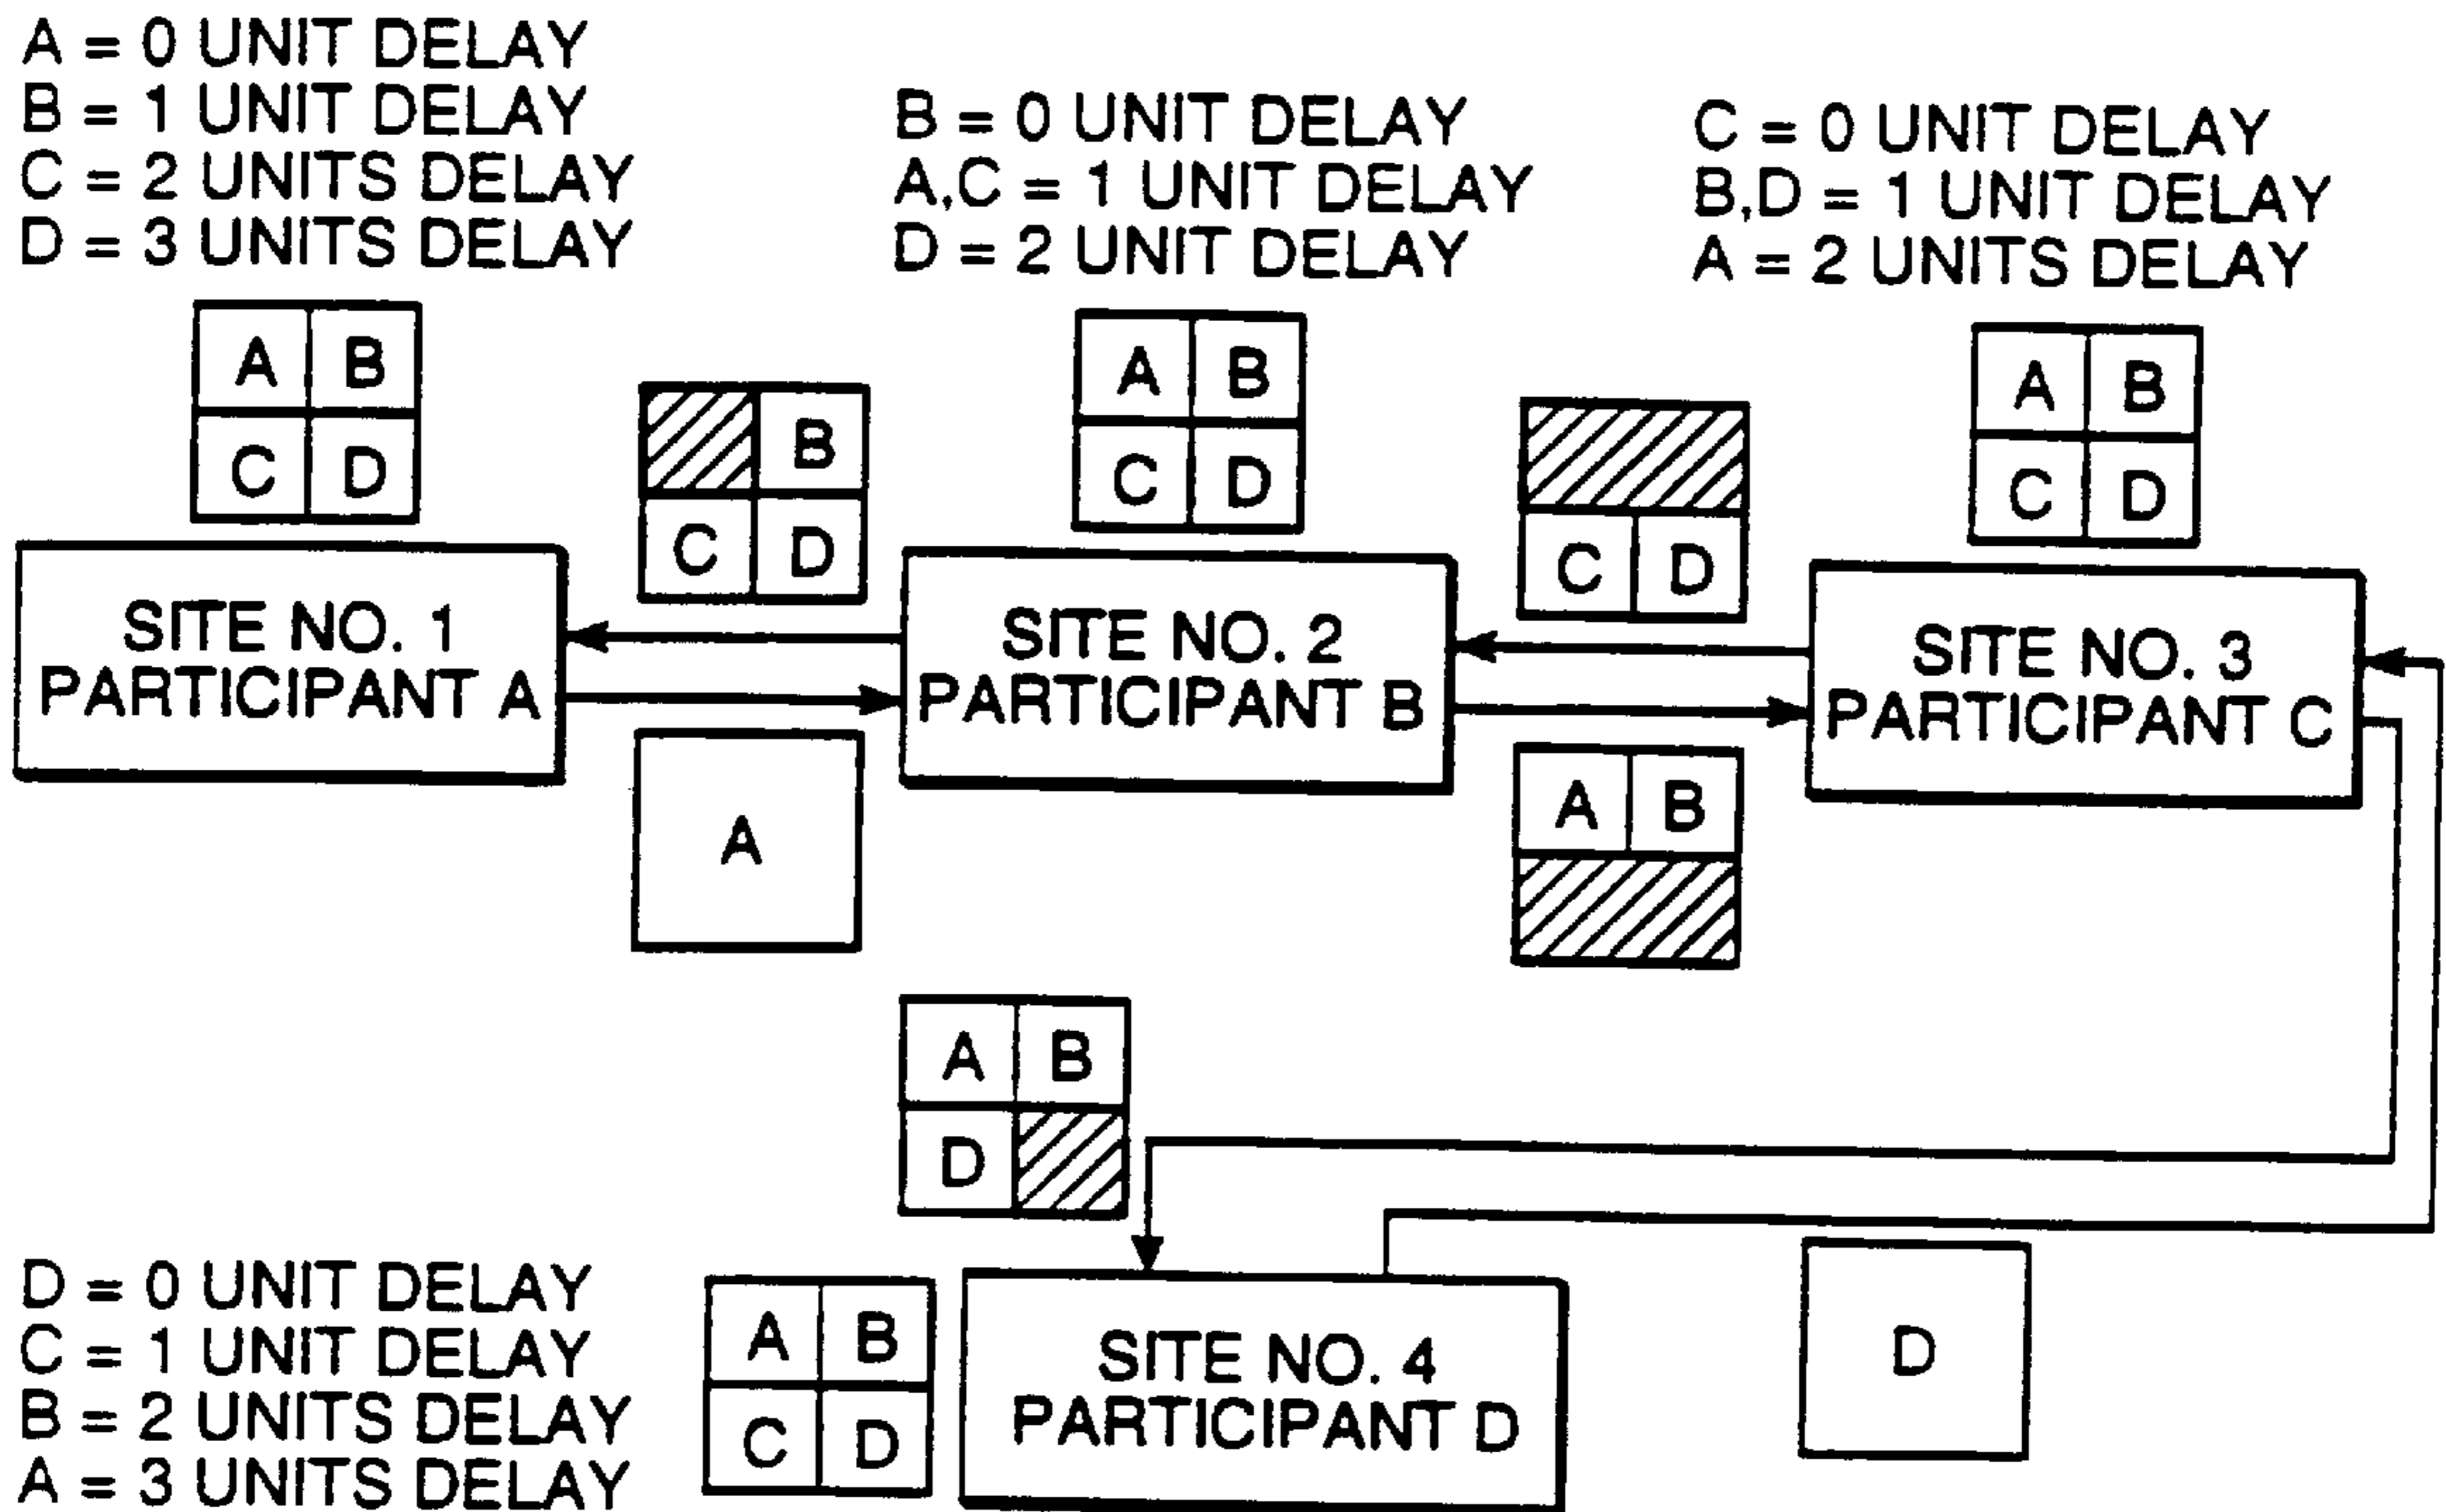 A = 0 UNIT DELAY
B = 1 UNIT DELAY
C = 2 UNITS DELAY
D = 3 UNITS DELAY
B = 0 UNIT DELAY
A,C = 1 UNIT DELAY
D = 2 UNIT DELAY
C = 0 UNIT DELAY
B,D = 1 UNIT DELAY
A = 2 UNITS DELAY
A B
C D
B
C D
A B
C D
C D
A B
C D
SITE NO. 1
PARTICIPANT A
SITE NO. 2
PARTICIPANT B
SITE NO. 3
PARTICIPANT C
A
A B
A B
D
D = 0 UNIT DELAY
C = 1 UNIT DELAY
B = 2 UNITS DELAY
A = 3 UNITS DELAY
A B
C D
SITE NO. 4
PARTICIPANT D
D